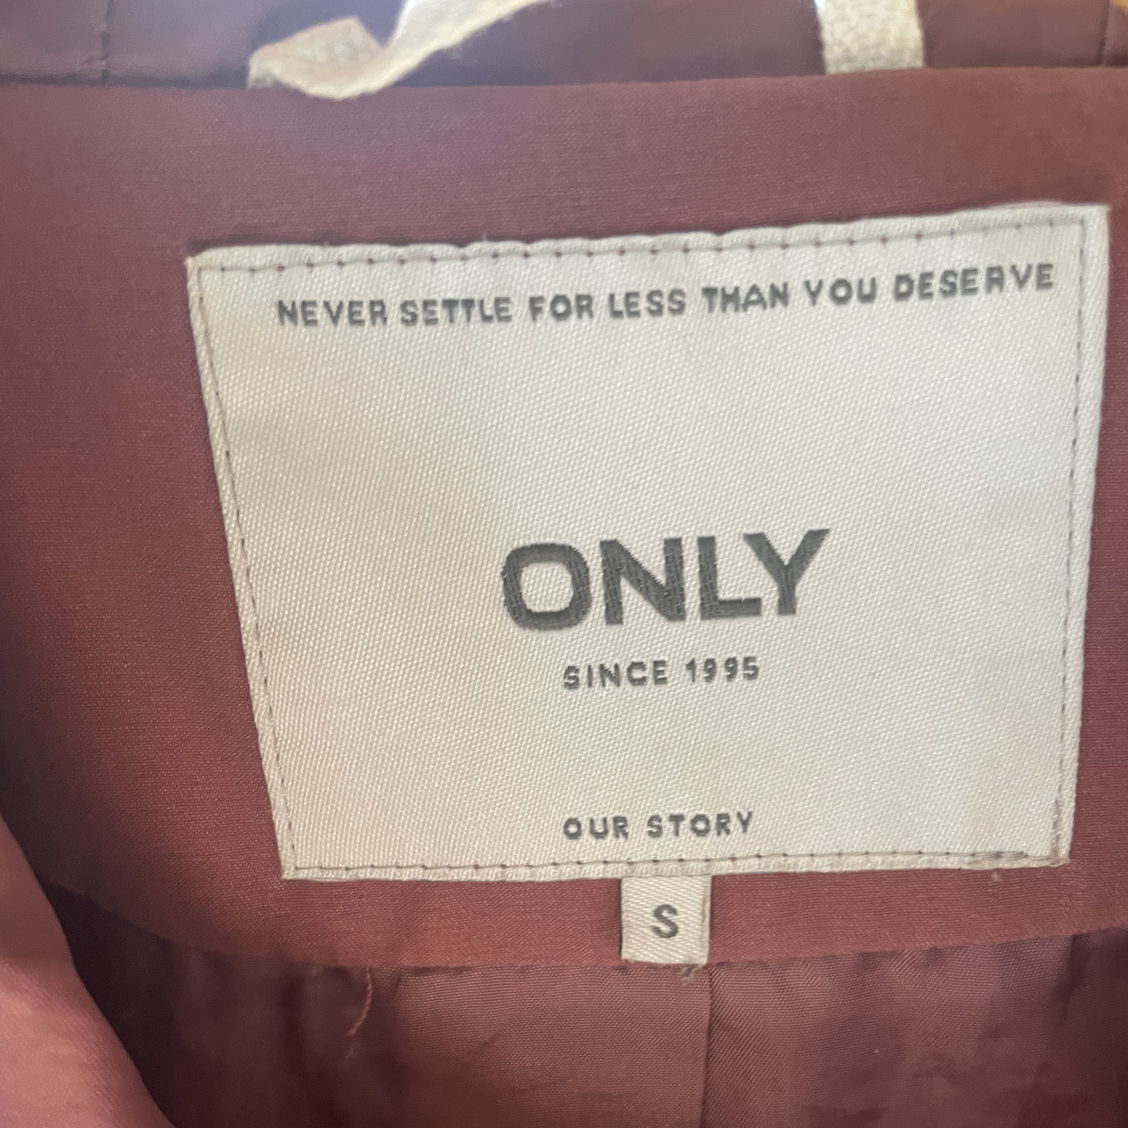 NEVER SETTLE FOR LESS THAN YOU DESERVE
ONLY
SINCE 1995
OUR STORY
S